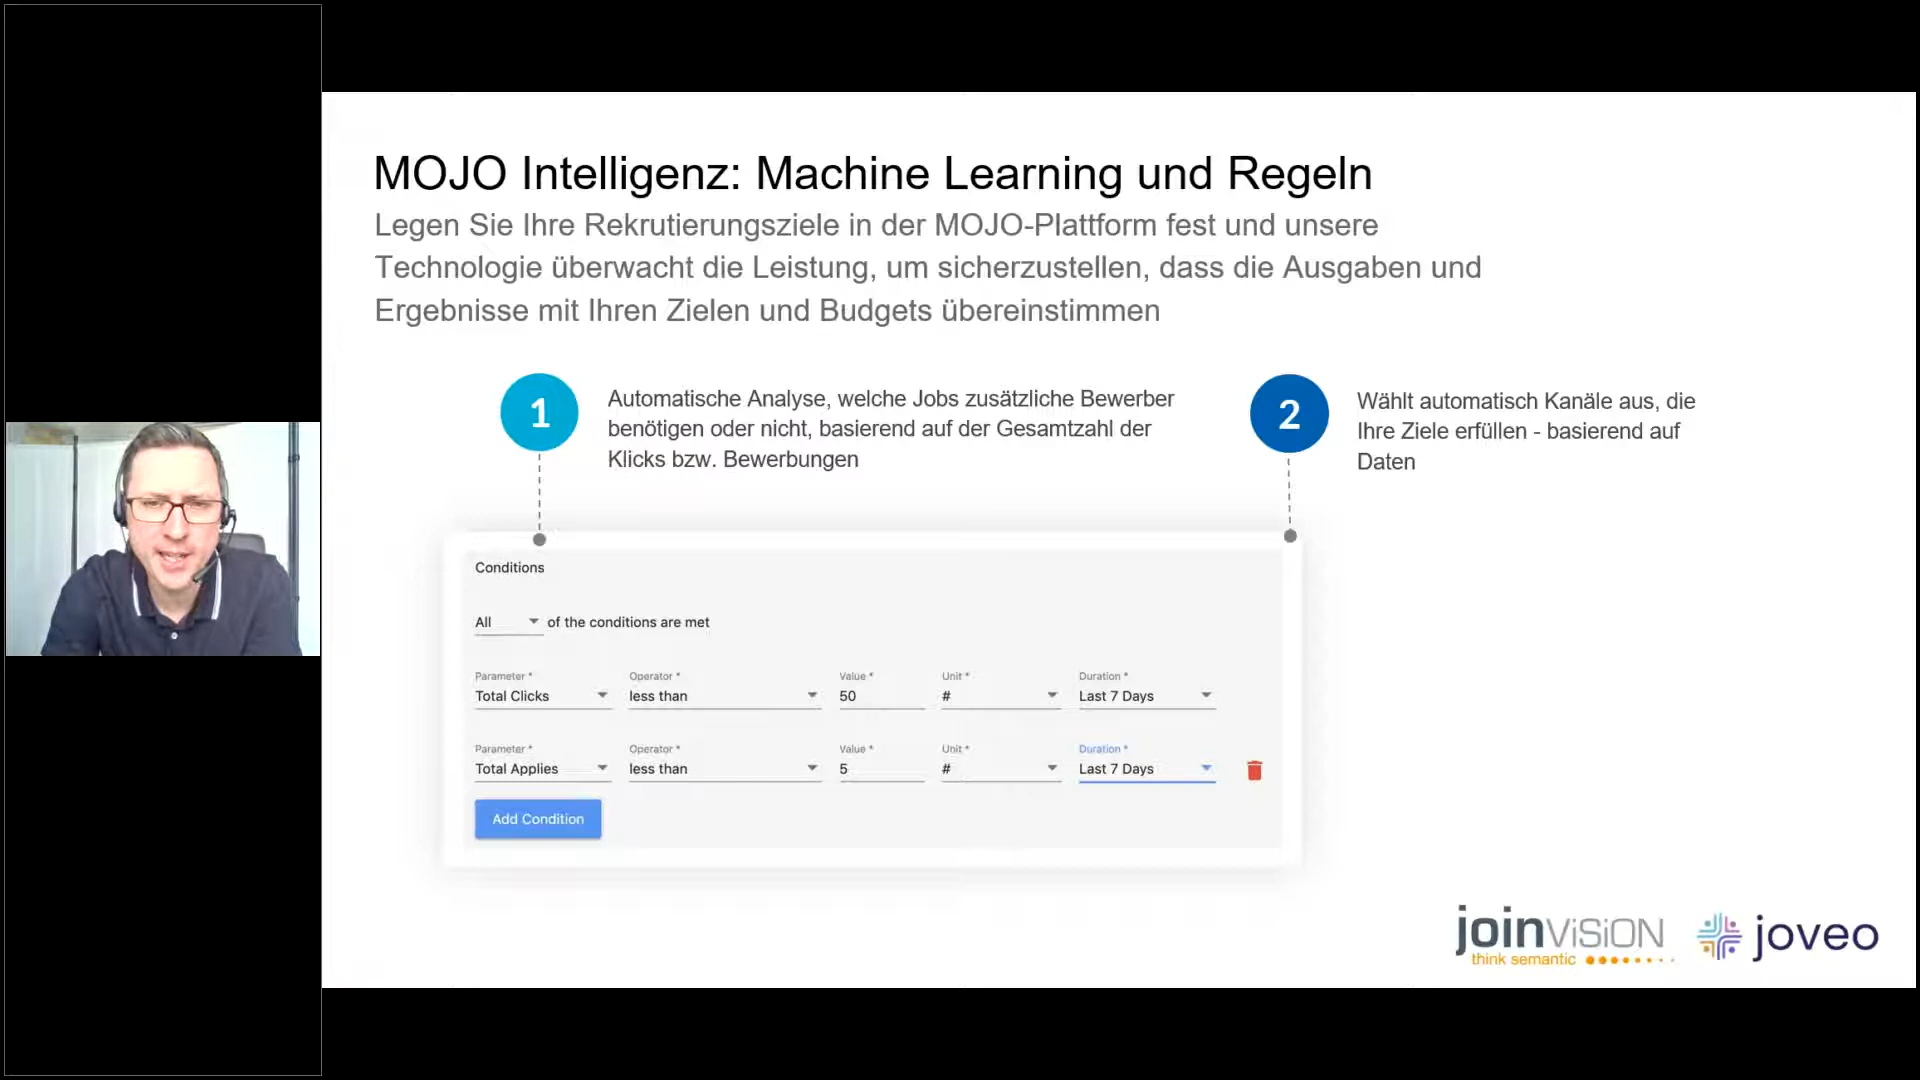 MOJO Intelligenz: Machine Learning und Regeln
Legen Sie Ihre Rekrutierungsziele in der MOJO-Plattform fest und unsere
Technologie überwacht die Leistung, um sicherzustellen, dass die Ausgaben und
Ergebnisse mit Ihren Zielen und Budgets übereinstimmen
1
Automatische Analyse, welche Jobs zusätzliche Bewerber
benötigen oder nicht, basierend auf der Gesamtzahl der
Klicks bzw. Bewerbungen
2
Wählt automatisch Kanäle aus, die
Ihre Ziele erfüllen - basierend auf
Daten
Conditions
All of the conditions are met
Parameter * Operator * Value * Unit * Duration *
Total Clicks less than 50 # Last 7 Days
Parameter * Operator * Value * Unit * Duration *
Total Applies less than 5 # Last 7 Days
Add Condition
joinvision joveo
think semantic